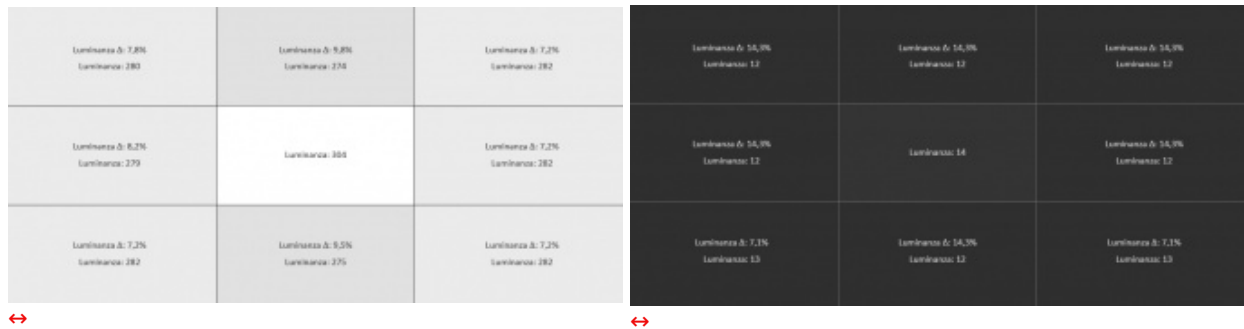 Luminanza Δ: 7,8%
Luminanza: 280
Luminanza Δ: 9,8%
Luminanza: 274
Luminanza Δ: 7,2%
Luminanza: 282
Luminanza Δ: 8,2%
Luminanza: 279
Luminanza: 304
Luminanza Δ: 7,2%
Luminanza: 282
Luminanza Δ: 7,2%
Luminanza: 282
Luminanza Δ: 9,5%
Luminanza: 275
Luminanza Δ: 7,2%
Luminanza: 282
Luminanza Δ: 14,3%
Luminanza: 12
Luminanza Δ: 14,3%
Luminanza: 12
Luminanza Δ: 14,3%
Luminanza: 12
Luminanza Δ: 14,3%
Luminanza: 12
Luminanza: 14
Luminanza Δ: 14,3%
Luminanza: 12
Luminanza Δ: 7,1%
Luminanza: 13
Luminanza Δ: 14,3%
Luminanza: 12
Luminanza Δ: 7,1%
Luminanza: 13